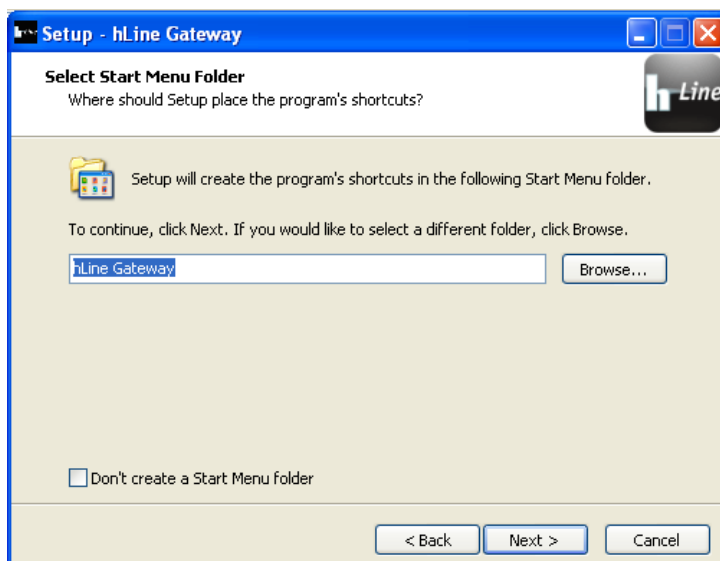 Setup - hLine Gateway
Select Start Menu Folder
Where should Setup place the program's shortcuts?
h Line
Setup will create the program's shortcuts in the following Start Menu folder.
To continue, click Next. If you would like to select a different folder, click Browse.
hLine Gateway
Browse...
Don't create a Start Menu folder
< Back
Next >
Cancel